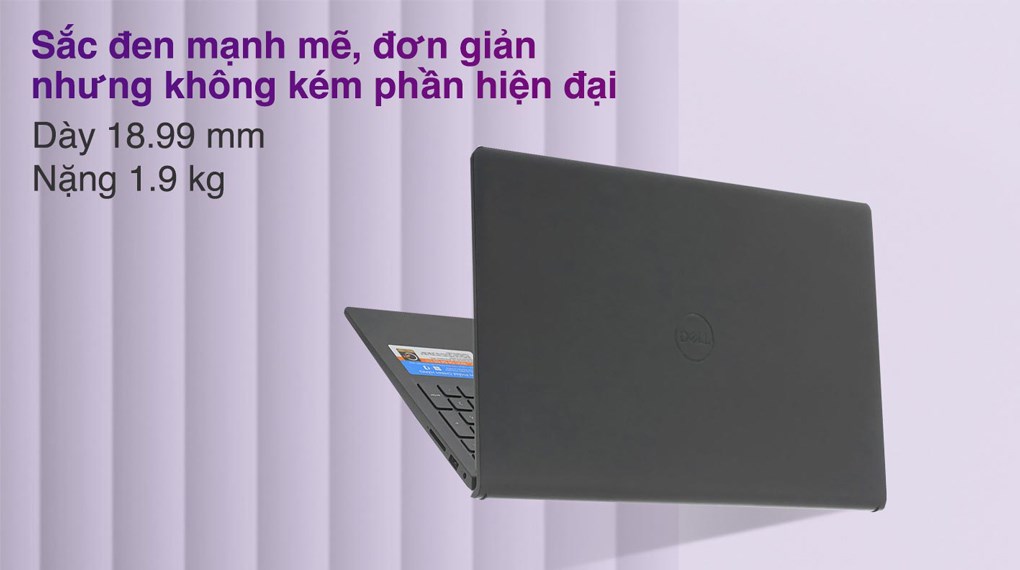 Sắc đen mạnh mẽ, đơn giản
nhưng không kém phần hiện đại
Dày 18.99 mm
Nặng 1.9 kg
DELL